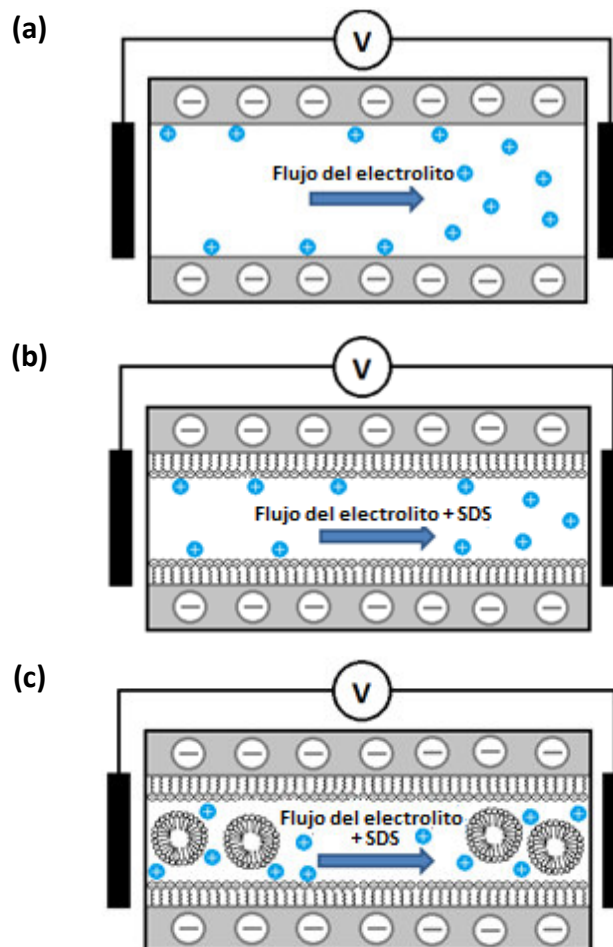 (a)
V
Flujo del electrolito
(b)
V
Flujo del electrolito + SDS
(c)
V
Flujo del electrolito
+ SDS